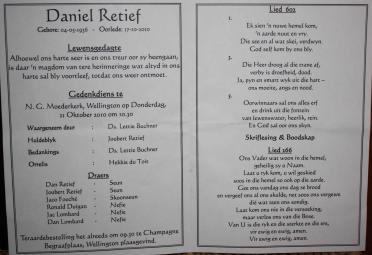 Daniel Retief
Gebore: 04-05-1936 - Oorlede: 17-10-2010
Lewensgedagte
Alhoewel ons harte seer is en ons treur oor sy heengaan,
is daar 'n magdom van tere herinneringe wat altyd in ons
harte sal bly voortleef, totdat ons weer ontmoet.
Gedenkdiens te
N. G. Moederkerk, Wellington op Donderdag,
21 Oktober 2010 om 10.30
Waargeneem deur : Ds. Lettie Buchner
Huldeblyk : Joubert Retief
Bedankings : Ds. Lettie Buchner
Orrelis : Hekkie du Toit
Draers
Dan Retief - Seun
Joubert Retief - Seun
Jaco Fouché - Skoonseun
Ronald Duigan - Nefie
Jac Lombard - Nefie
Dan Lombard - Nefie
Teraardebestelling het alreeds om 09.30 te Champagne
Begraafplaas, Wellington plaasgevind.
Lied 602
1.
Ek sien 'n nuwe hemel kom,
'n aarde nuut en vry.
Die see en al wat skei, verdwyn.
God self kom by ons bly.
2.
Die Heer droog al die trane af,
verby is droefheid, dood.
Ja, pyn en smart wyk uit die hart -
ons moeite, angs en nood.
3.
Oorwinnaars sal ons alles erf
en drink uit die fontein
van lewenswater, heerlik, rein.
En God sal oor ons skyn.
Skriflesing & Boodskap
Lied 266
Ons Vader wat woon in die hemel,
geheilig sy u Naam.
Laat u ryk kom, u wil geskied
soos in die hemel so ook op die aarde.
Gee ons vandag ons dag se brood
en vergeef ons al ons skulde, net soos ons vergewe
die wat teen ons sondig.
Laat kom ons nie in die versoeking,
maar verlos ons van die Bose.
Van U is die ryk en die sterkte en die eer,
vir ewig en ewig, amen.
Vir ewig en ewig, amen.